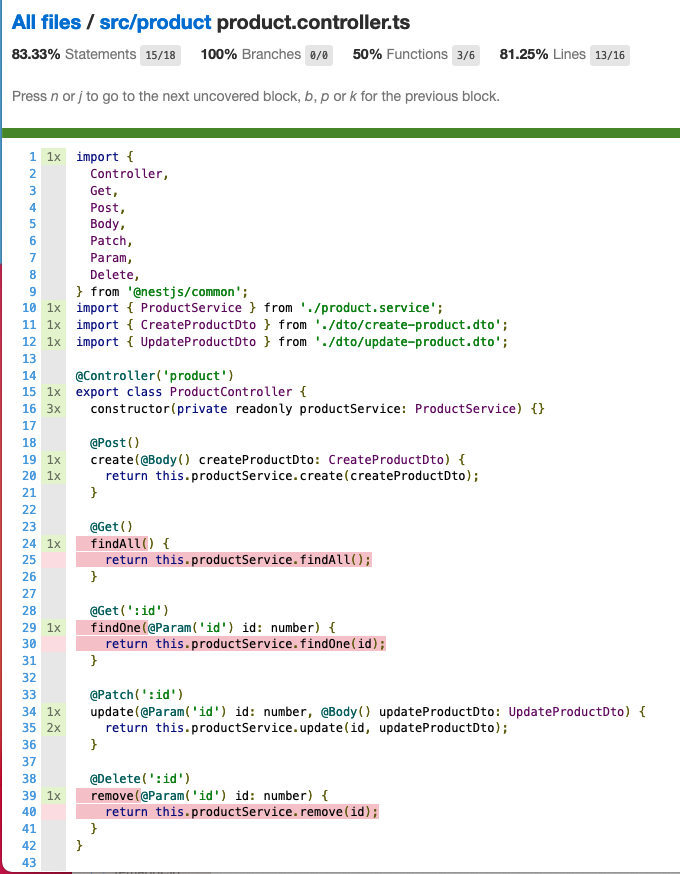 All files / src/product product.controller.ts
83.33% Statements 15/18 100% Branches 0/0 50% Functions 3/6 81.25% Lines 13/16
Press n or j to go to the next uncovered block, b, p or k for the previous block.
1 1x import {
2 Controller,
3 Get,
4 Post,
5 Body,
6 Patch,
7 Param,
8 Delete,
9 } from '@nestjs/common';
10 1x import { ProductService } from './product.service';
11 1x import { CreateProductDto } from './dto/create-product.dto';
12 1x import { UpdateProductDto } from './dto/update-product.dto';
13
14 @Controller('product')
15 1x export class ProductController {
16 3x constructor(private readonly productService: ProductService) {}
17
18 @Post()
19 1x create(@Body() createProductDto: CreateProductDto) {
20 1x return this.productService.create(createProductDto);
21 }
22
23 @Get()
24 1x findAll() {
25 return this.productService.findAll();
26 }
27
28 @Get(':id')
29 1x findOne(@Param('id') id: number) {
30 return this.productService.findOne(id);
31 }
32
33 @Patch(':id')
34 1x update(@Param('id') id: number, @Body() updateProductDto: UpdateProductDto) {
35 2x return this.productService.update(id, updateProductDto);
36 }
37
38 @Delete(':id')
39 1x remove(@Param('id') id: number) {
40 return this.productService.remove(id);
41 }
42 }
43